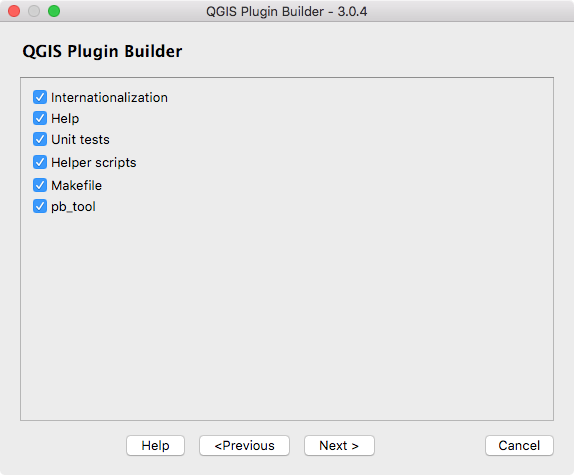 QGIS Plugin Builder - 3.0.4
QGIS Plugin Builder
Internationalization
Help
Unit tests
Helper scripts
Makefile
pb_tool
Help <Previous Next > Cancel